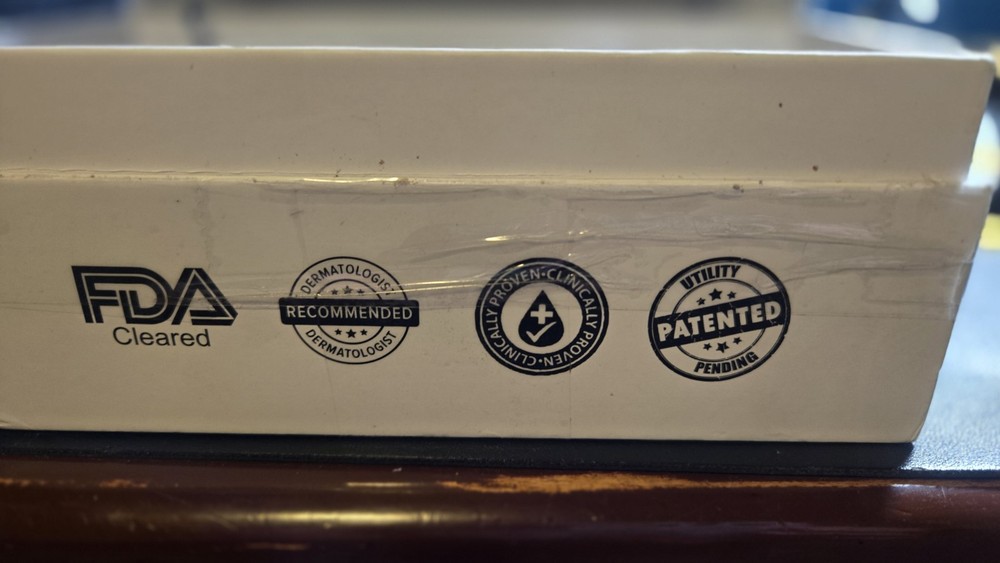 FDA
Cleared
DERMATOLOGIST
RECOMMENDED
DERMATOLOGIST
CLINICALLY PROVEN•CLINICALLY PROVEN•
UTILITY
PATENTED
PENDING